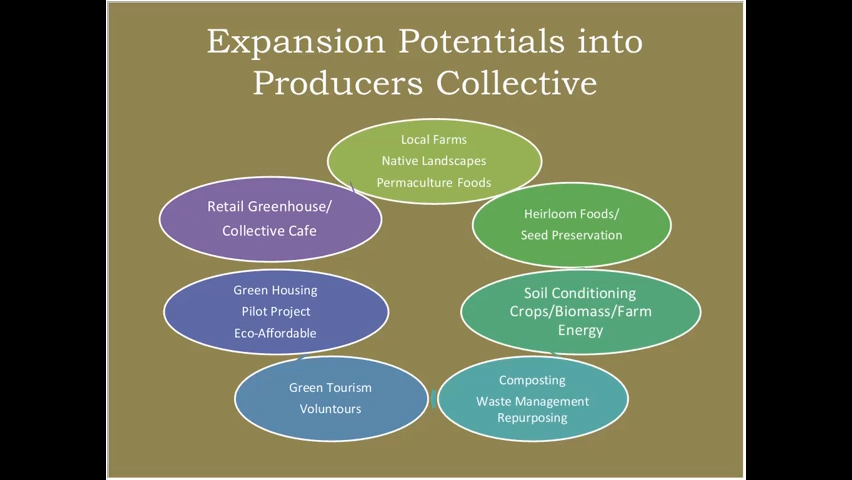 Expansion Potentials into
Producers Collective
Local Farms
Native Landscapes
Permaculture Foods
Heirloom Foods/
Seed Preservation
Soil Conditioning
Crops/Biomass/Farm
Energy
Composting
Waste Management
Repurposing
Green Tourism
Voluntours
Green Housing
Pilot Project
Eco-Affordable
Retail Greenhouse/
Collective Cafe